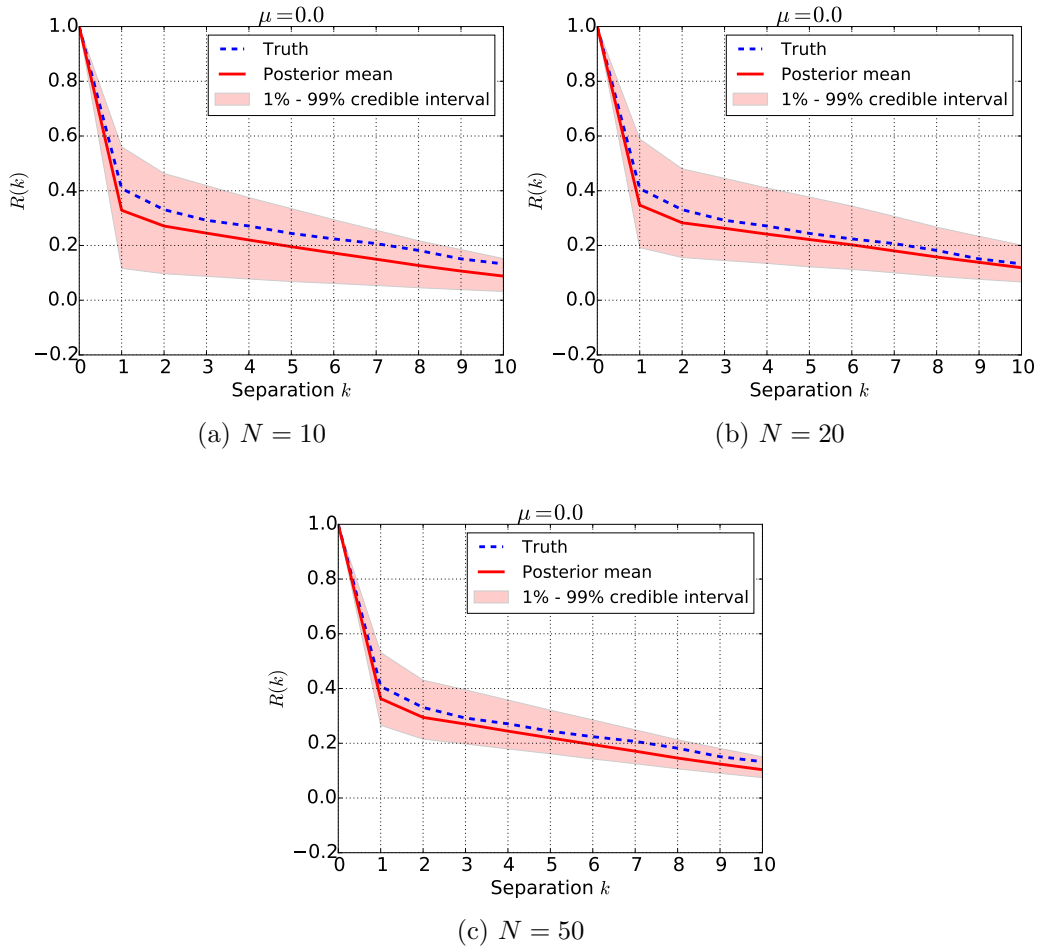 μ=0.0
1.0
0.8
0.6
0.4
0.2
0.0
−0.2
R(k)
Truth
Posterior mean
1% - 99% credible interval
0 1 2 3 4 5 6 7 8 9 10
Separation k
(a) N = 10
μ=0.0
1.0
0.8
0.6
0.4
0.2
0.0
−0.2
R(k)
Truth
Posterior mean
1% - 99% credible interval
0 1 2 3 4 5 6 7 8 9 10
Separation k
(b) N = 20
μ=0.0
1.0
0.8
0.6
0.4
0.2
0.0
−0.2
R(k)
Truth
Posterior mean
1% - 99% credible interval
0 1 2 3 4 5 6 7 8 9 10
Separation k
(c) N = 50